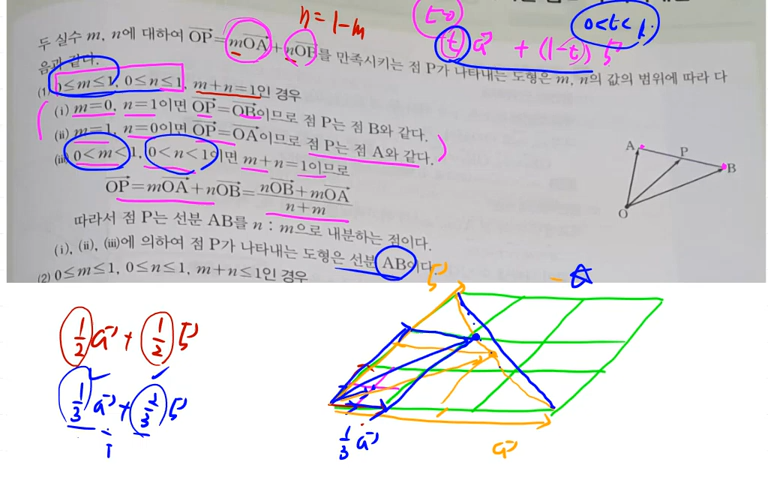 n=1-m
t≥0
0<t<1
t a + (1-t) b
두 실수 m, n에 대하여 OP=mOA+nOB를 만족시키는 점 P가 나타내는 도형은 m, n의 값의 범위에 따라 다
음과 같다.
(1) 0≤m≤1, 0≤n≤1, m+n=1인 경우
(i) m=0, n=1이면 OP=OB이므로 점 P는 점 B와 같다.
(ii) m=1, n=0이면 OP=OA이므로 점 P는 점 A와 같다.
(iii) 0<m<1, 0<n<1이면 m+n=1이므로
OP=mOA+nOB=(nOB+mOA)/(n+m)
따라서 점 P는 선분 AB를 n : m으로 내분하는 점이다.
(i), (ii), (iii)에 의하여 점 P가 나타내는 도형은 선분 AB이다.
(2) 0≤m≤1, 0≤n≤1, m+n≤1인 경우
A
P
B
O
1/2 a + 1/2 b
1/3 a + 2/3 b
1
b
1/3 a
a